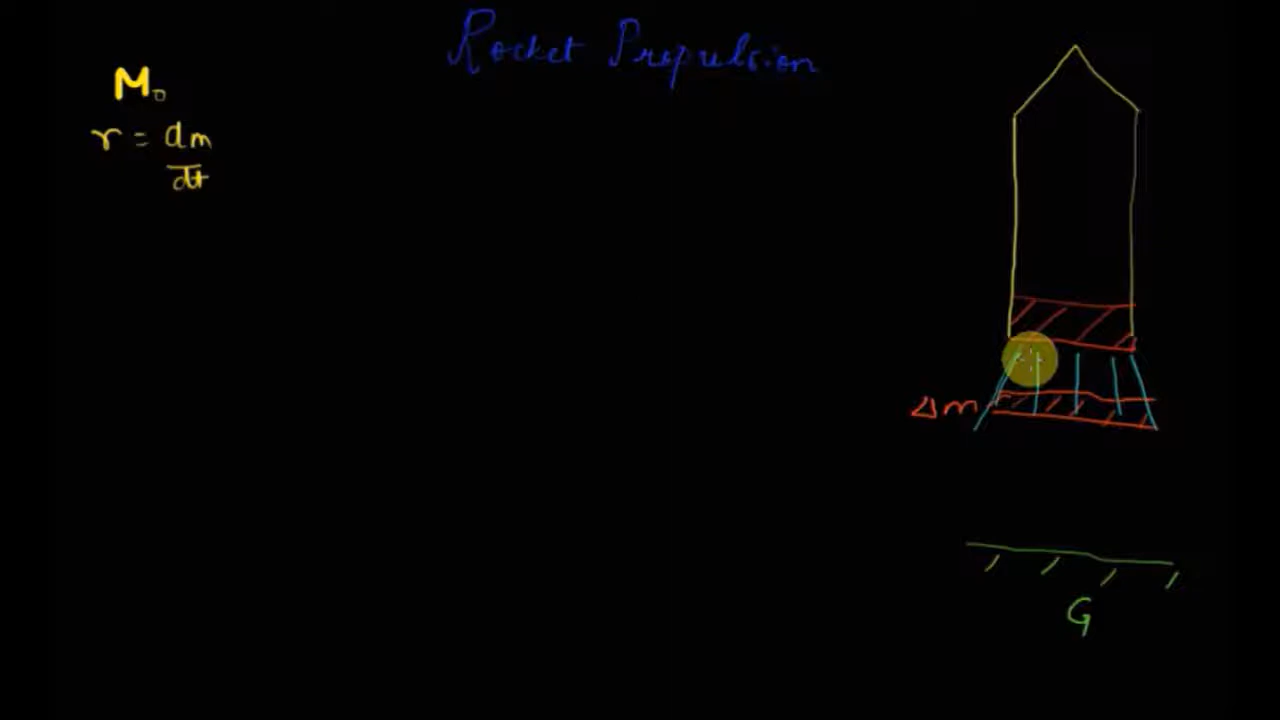 Rocket Propulsion
M₀
r = dm
dt
Δm
G